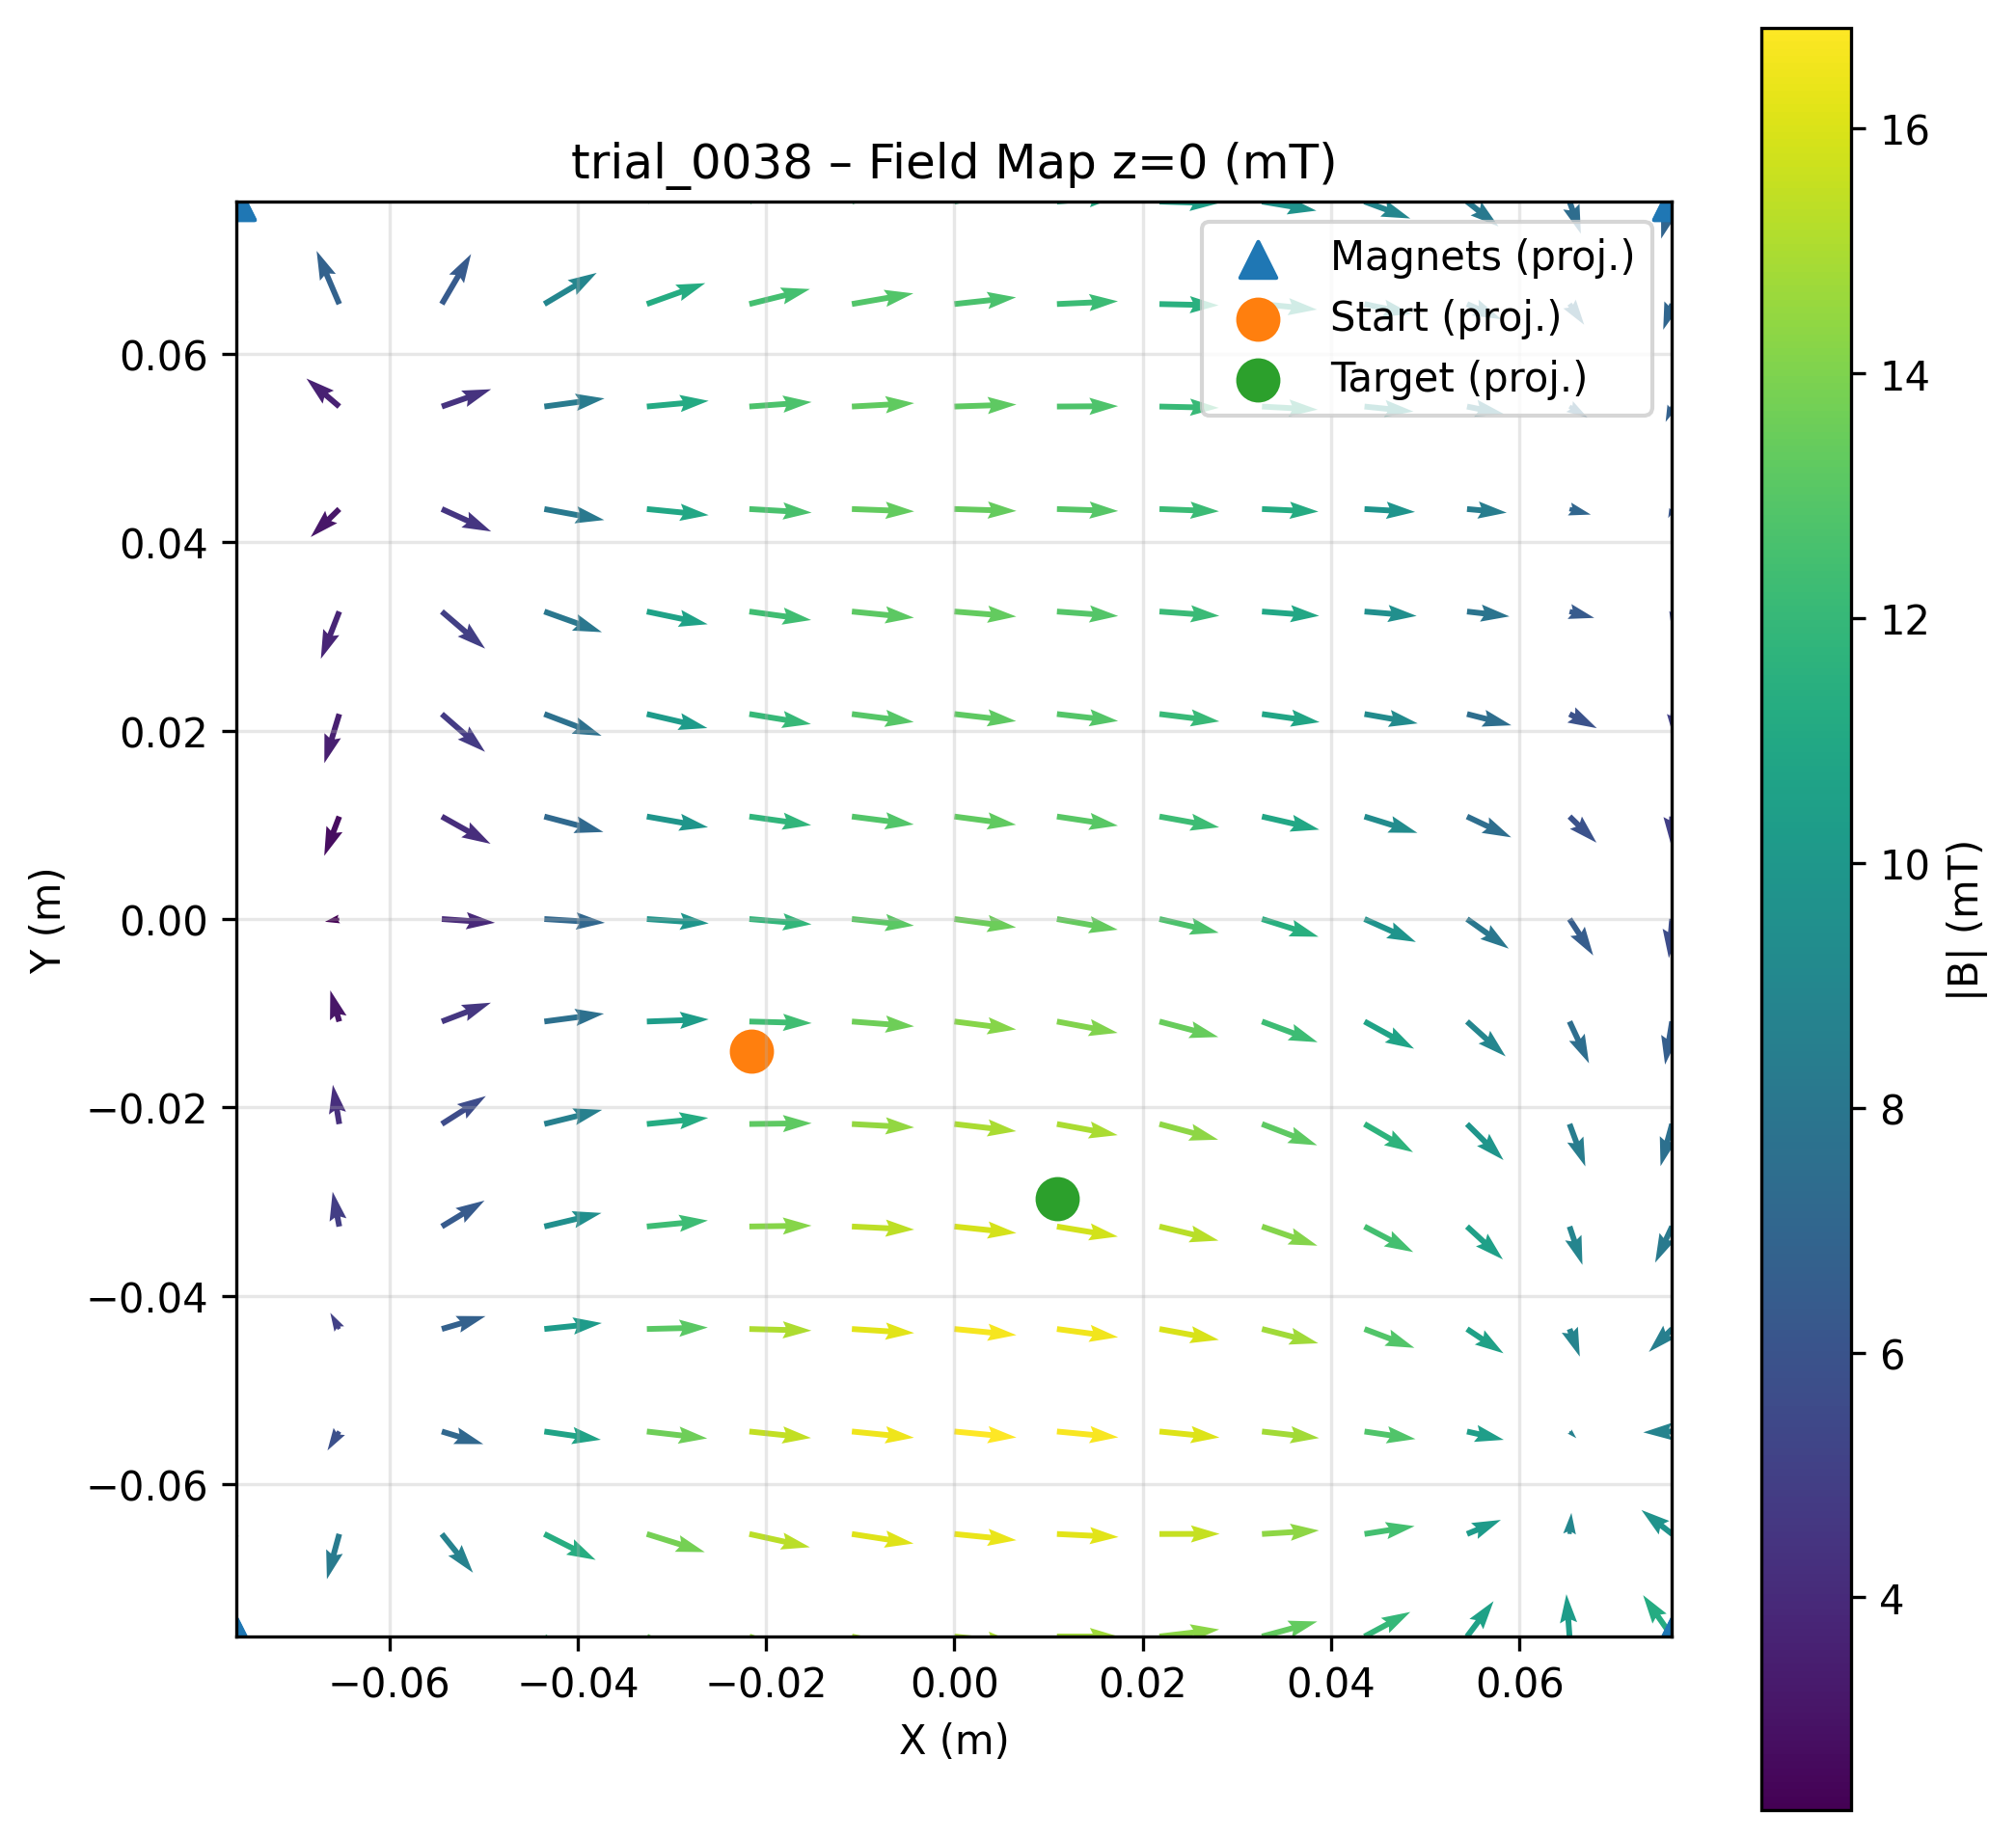 trial_0038 – Field Map z=0 (mT)
Magnets (proj.)
Start (proj.)
Target (proj.)
0.06
0.04
0.02
0.00
−0.02
−0.04
−0.06
Y (m)
−0.06 −0.04 −0.02 0.00 0.02 0.04 0.06
X (m)
16
14
12
10
8
6
4
|B| (mT)